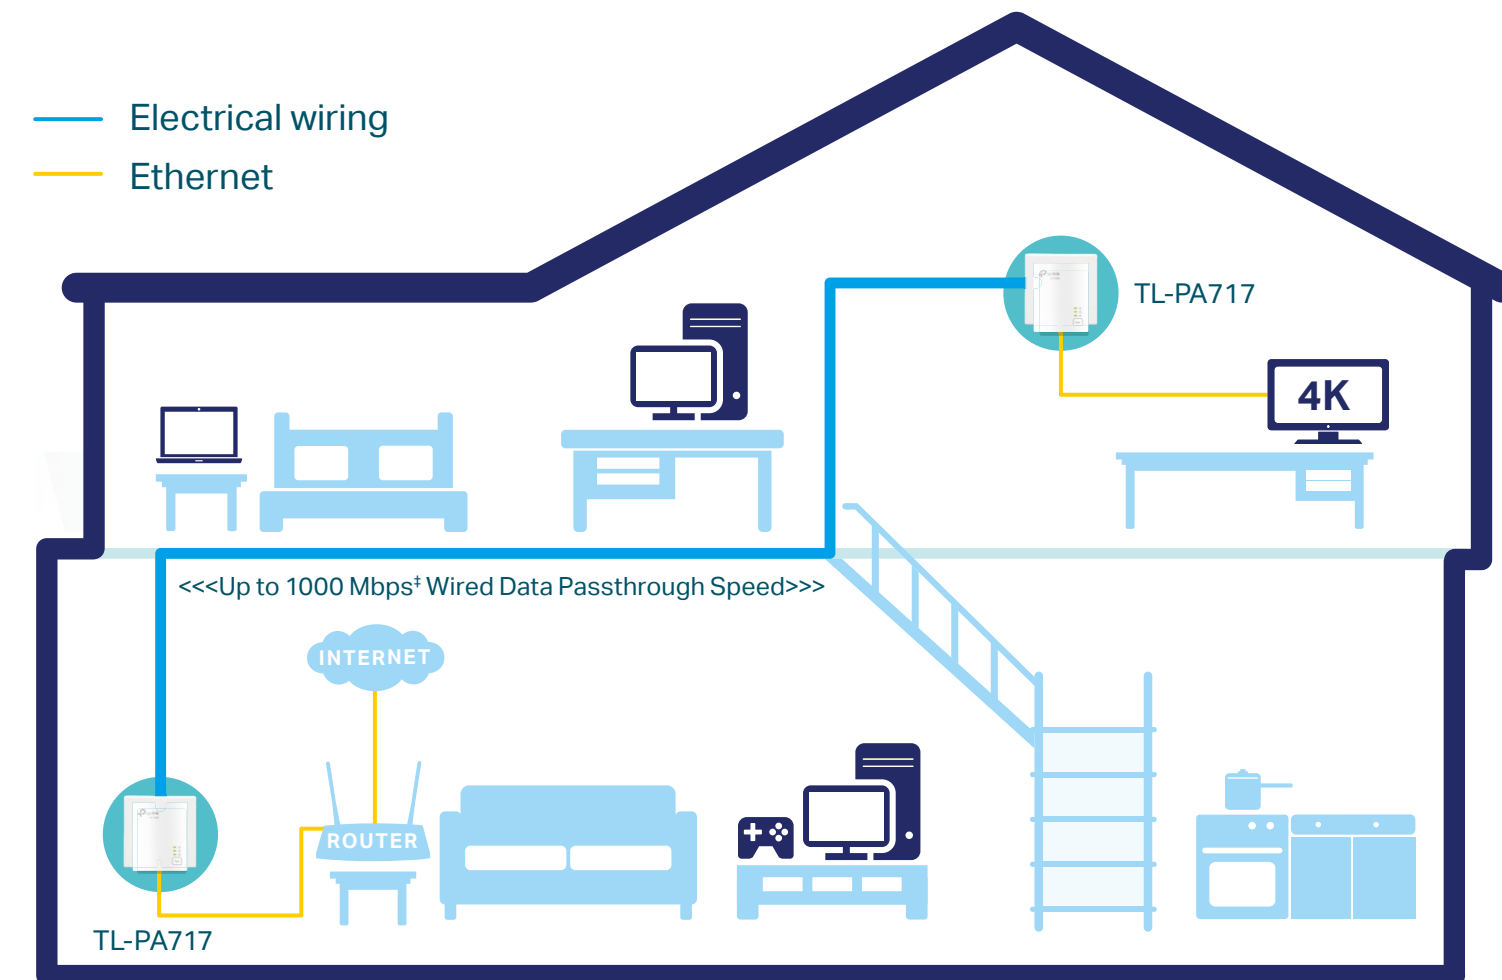 Electrical wiring
Ethernet
TL-PA717
4K
<<<Up to 1000 Mbps‡ Wired Data Passthrough Speed>>>
INTERNET
ROUTER
TL-PA717